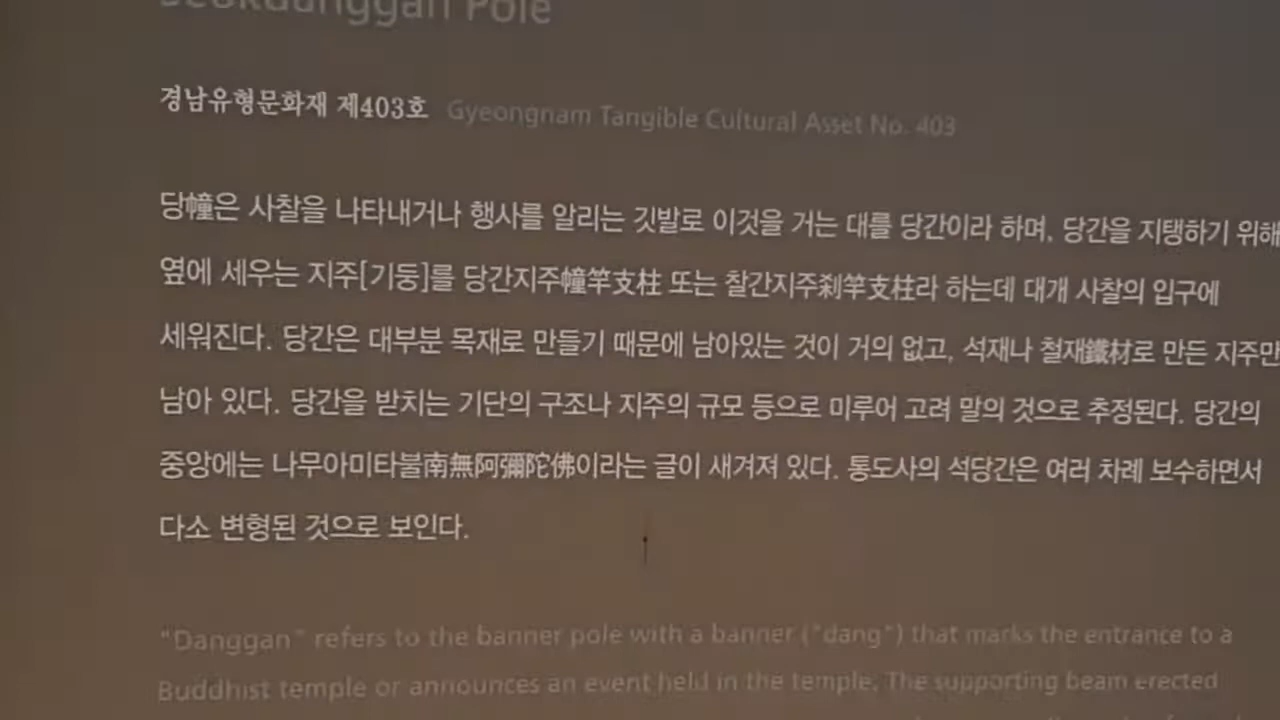 Seokdanggan Pole
경남유형문화재 제403호 Gyeongnam Tangible Cultural Asset No. 403
당幢은 사찰을 나타내거나 행사를 알리는 깃발로 이것을 거는 대를 당간이라 하며, 당간을 지탱하기 위해
옆에 세우는 지주[기둥]를 당간지주幢竿支柱 또는 찰간지주刹竿支柱라 하는데 대개 사찰의 입구에
세워진다. 당간은 대부분 목재로 만들기 때문에 남아있는 것이 거의 없고, 석재나 철재鐵材로 만든 지주만
남아 있다. 당간을 받치는 기단의 구조나 지주의 규모 등으로 미루어 고려 말의 것으로 추정된다. 당간의
중앙에는 나무아미타불南無阿彌陀佛이라는 글이 새겨져 있다. 통도사의 석당간은 여러 차례 보수하면서
다소 변형된 것으로 보인다.
"Danggan" refers to the banner pole with a banner ("dang") that marks the entrance to a
Buddhist temple or announces an event held in the temple. The supporting beam erected